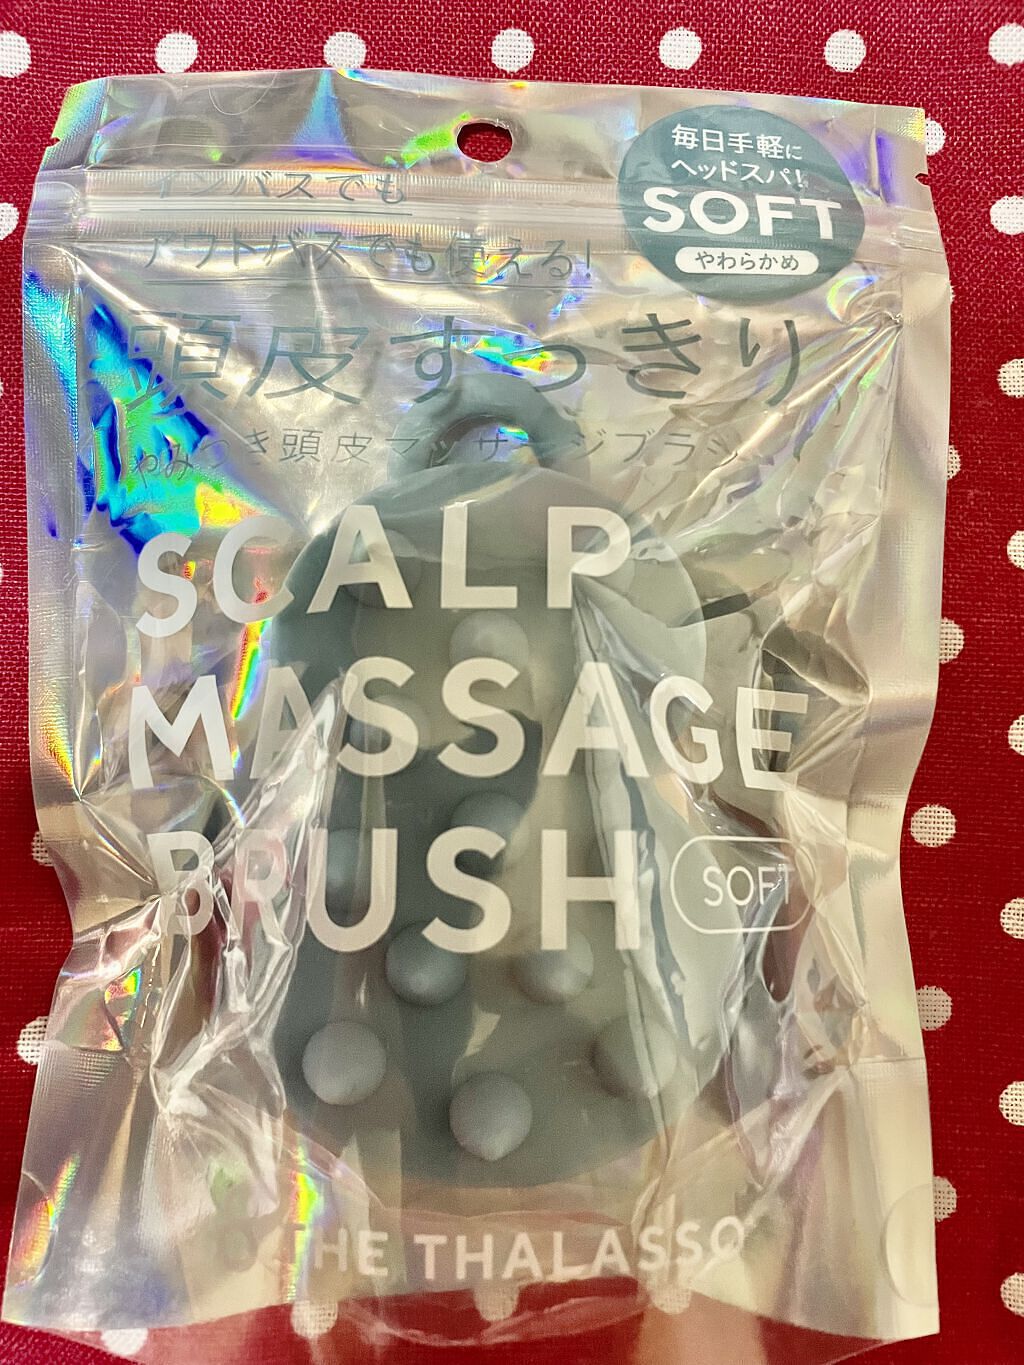 毎日手軽に
ヘッドスパ!
SOFT
やわらかめ
インバスでも
アウトバスでも使える!
頭皮すっきり
やみつき頭皮マッサージブラシ
SCALP
MASSAGE
BRUSH SOFT
THE THALASSO